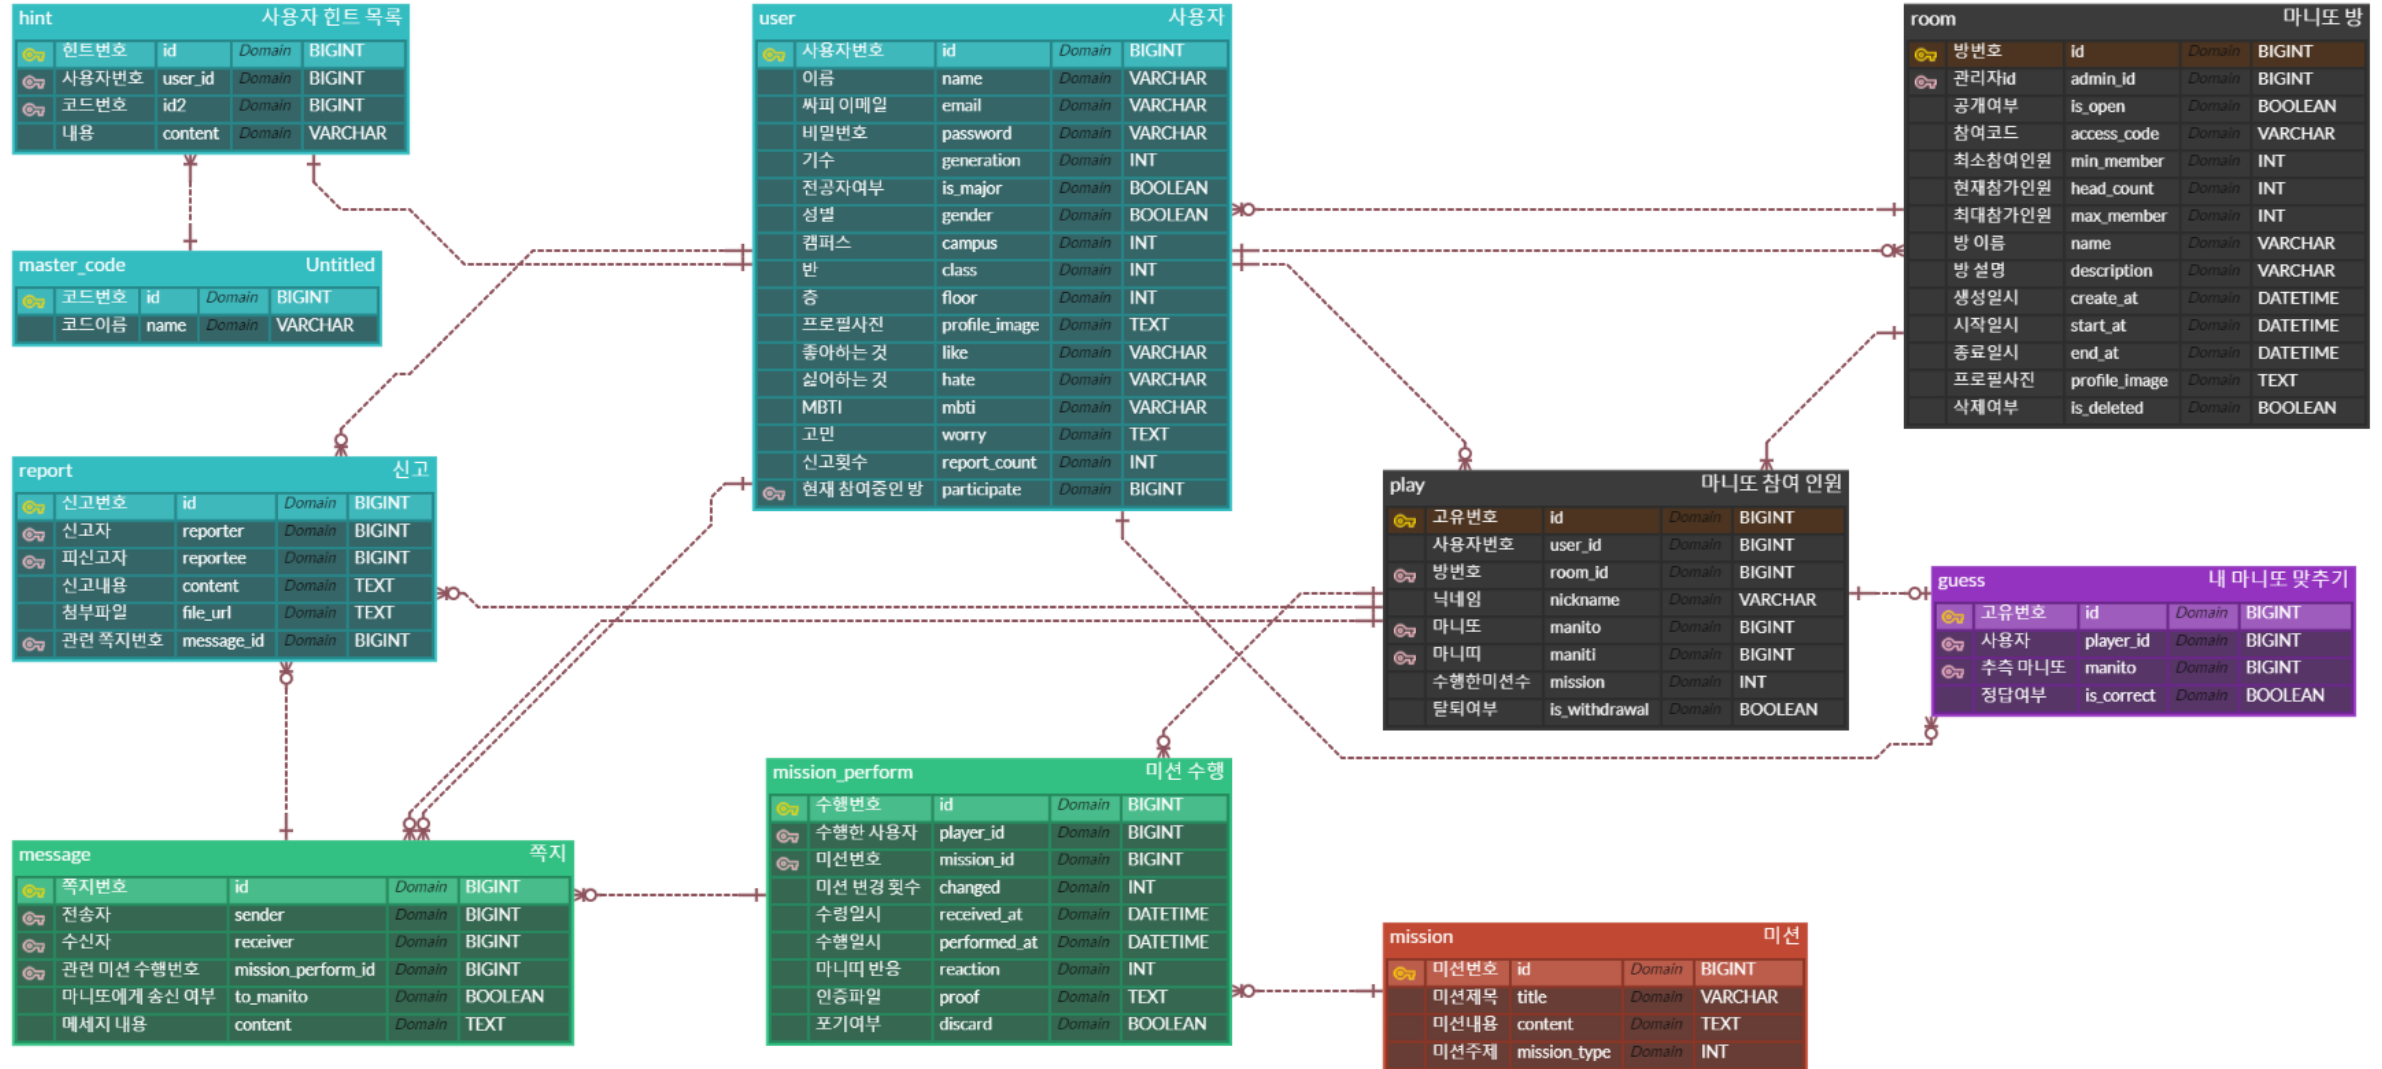 hint 사용자 힌트 목록
힌트번호 id Domain BIGINT
사용자번호 user_id Domain BIGINT
코드번호 id2 Domain BIGINT
내용 content Domain VARCHAR
master_code Untitled
코드번호 id Domain BIGINT
코드이름 name Domain VARCHAR
report 신고
신고번호 id Domain BIGINT
신고자 reporter Domain BIGINT
피신고자 reportee Domain BIGINT
신고내용 content Domain TEXT
첨부파일 file_url Domain TEXT
관련 쪽지번호 message_id Domain BIGINT
message 쪽지
쪽지번호 id Domain BIGINT
전송자 sender Domain BIGINT
수신자 receiver Domain BIGINT
관련 미션 수행번호 mission_perform_id Domain BIGINT
마니또에게 송신 여부 to_manito Domain BOOLEAN
메세지 내용 content Domain TEXT
user 사용자
사용자번호 id Domain BIGINT
이름 name Domain VARCHAR
싸피 이메일 email Domain VARCHAR
비밀번호 password Domain VARCHAR
기수 generation Domain INT
전공자여부 is_major Domain BOOLEAN
성별 gender Domain BOOLEAN
캠퍼스 campus Domain INT
반 class Domain INT
층 floor Domain INT
프로필사진 profile_image Domain TEXT
좋아하는 것 like Domain VARCHAR
싫어하는 것 hate Domain VARCHAR
MBTI mbti Domain VARCHAR
고민 worry Domain TEXT
신고횟수 report_count Domain INT
현재 참여중인 방 participate Domain BIGINT
mission_perform 미션 수행
수행번호 id Domain BIGINT
수행한 사용자 player_id Domain BIGINT
미션번호 mission_id Domain BIGINT
미션 변경 횟수 changed Domain INT
수령일시 received_at Domain DATETIME
수행일시 performed_at Domain DATETIME
마니띠 반응 reaction Domain INT
인증파일 proof Domain TEXT
포기여부 discard Domain BOOLEAN
room 마니또 방
방번호 id Domain BIGINT
관리자id admin_id Domain BIGINT
공개여부 is_open Domain BOOLEAN
참여코드 access_code Domain VARCHAR
최소참여인원 min_member Domain INT
현재참가인원 head_count Domain INT
최대참가인원 max_member Domain INT
방 이름 name Domain VARCHAR
방 설명 description Domain VARCHAR
생성일시 create_at Domain DATETIME
시작일시 start_at Domain DATETIME
종료일시 end_at Domain DATETIME
프로필사진 profile_image Domain TEXT
삭제여부 is_deleted Domain BOOLEAN
play 마니또 참여 인원
고유번호 id Domain BIGINT
사용자번호 user_id Domain BIGINT
방번호 room_id Domain BIGINT
닉네임 nickname Domain VARCHAR
마니또 manito Domain BIGINT
마니띠 maniti Domain BIGINT
수행한미션수 mission Domain INT
탈퇴여부 is_withdrawal Domain BOOLEAN
guess 내 마니또 맞추기
고유번호 id Domain BIGINT
사용자 player_id Domain BIGINT
추측 마니또 manito Domain BIGINT
정답여부 is_correct Domain BOOLEAN
mission 미션
미션번호 id Domain BIGINT
미션제목 title Domain VARCHAR
미션내용 content Domain TEXT
미션주제 mission_type Domain INT